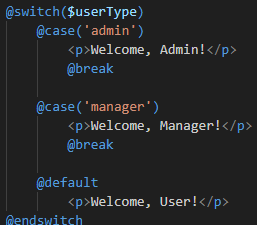 @switch($userType)
    @case('admin')
        <p>Welcome, Admin!</p>
        @break

    @case('manager')
        <p>Welcome, Manager!</p>
        @break

    @default
        <p>Welcome, User!</p>
@endswitch